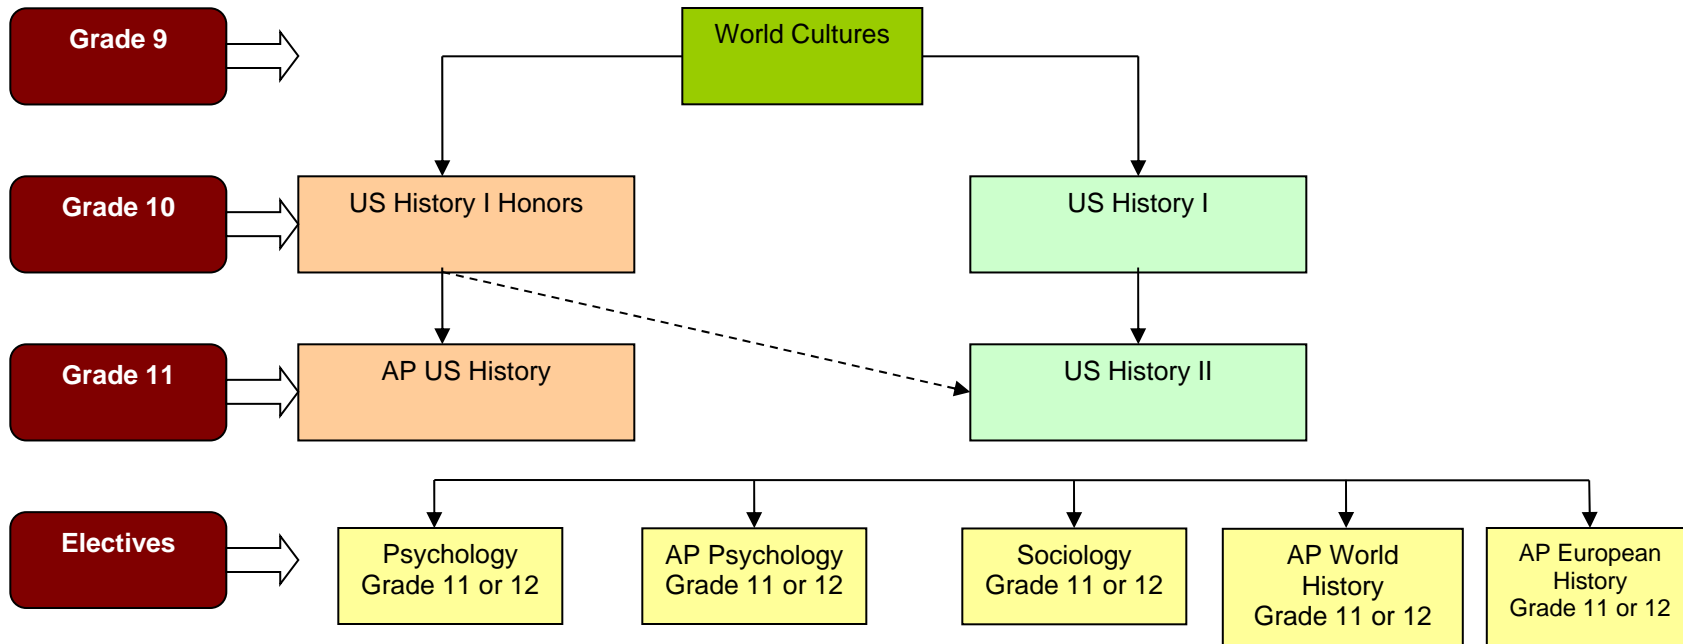 Grade 9
World Cultures
Grade 10
US History I Honors
US History I
Grade 11
AP US History
US History II
Electives
Psychology
Grade 11 or 12
AP Psychology
Grade 11 or 12
Sociology
Grade 11 or 12
AP World
History
Grade 11 or 12
AP European
History
Grade 11 or 12